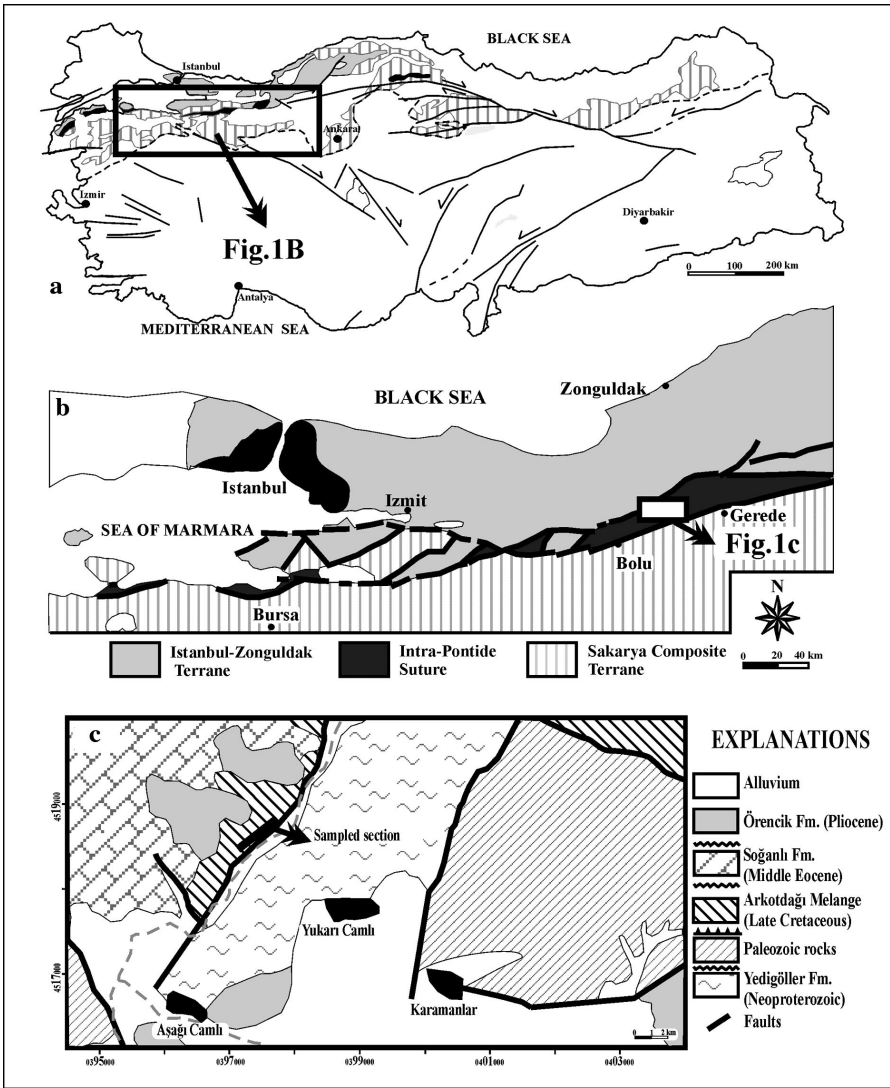 BLACK SEA
Istanbul
Ankara
Izmir
Diyarbakir
Fig.1B
0 100 200 km
a
Antalya
MEDITERRANEAN SEA
b
BLACK SEA
Zonguldak
Istanbul
Izmit
SEA OF MARMARA
Gerede
Fig.1c
Bolu
N
Bursa
0 20 40 km
Istanbul-Zonguldak
Terrane
Intra-Pontide
Suture
Sakarya Composite
Terrane
c
EXPLANATIONS
Alluvium
4519000
Sampled section
Örencik Fm. (Pliocene)
Soğanlı Fm.
(Middle Eocene)
Arkotdağı Melange
(Late Cretaceous)
Yukarı Camlı
Paleozoic rocks
4517000
Yedigöller Fm.
(Neoproterozoic)
Karamanlar
Aşağı Camlı
Faults
0 1 2 km
0395000 0397000 0399000 0401000 0403000